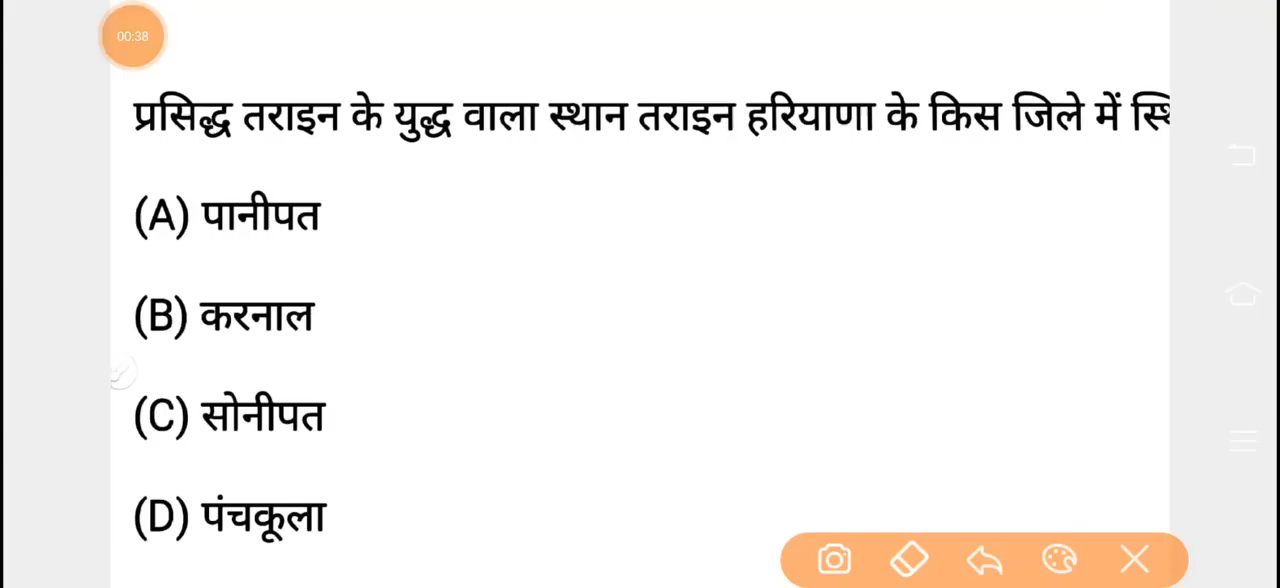 00:38
प्रसिद्ध तराइन के युद्ध वाला स्थान तराइन हरियाणा के किस जिले में
(A) पानीपत
(B) करनाल
(C) सोनीपत
(D) पंचकूला